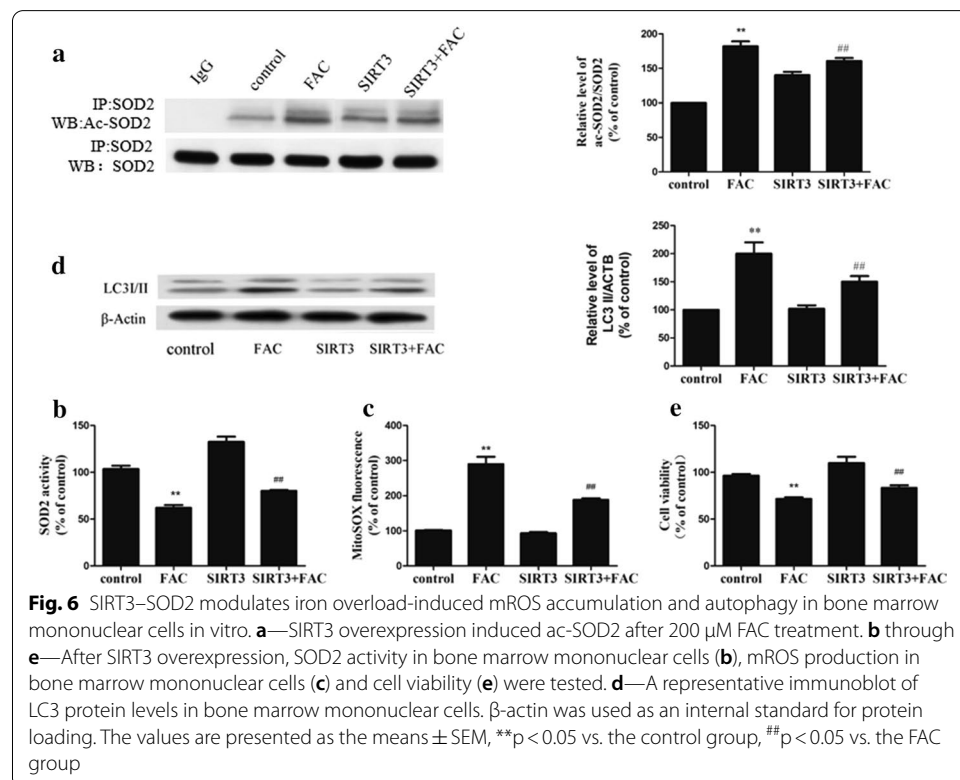 a
IgG
control
FAC
SIRT3
SIRT3+FAC
IP:SOD2
WB:Ac-SOD2
IP:SOD2
WB: SOD2
Relative level of
ac-SOD2/SOD2
(% of control)
200
150
100
50
0
control FAC SIRT3 SIRT3+FAC
**
##
d
LC3I/II
β-Actin
control FAC SIRT3 SIRT3+FAC
Relative level of
LC3 II/ACTB
(% of control)
250
200
150
100
50
0
control FAC SIRT3 SIRT3+FAC
**
##
b
SOD2 activity
(% of control)
150
100
50
0
control FAC SIRT3 SIRT3+FAC
**
##
c
MitoSOX fluorescence
(% of control)
400
300
200
100
0
control FAC SIRT3 SIRT3+FAC
**
##
e
Cell viability
(% of control)
150
100
50
0
control FAC SIRT3 SIRT3+FAC
**
##
Fig. 6 SIRT3–SOD2 modulates iron overload-induced mROS accumulation and autophagy in bone marrow
mononuclear cells in vitro. a—SIRT3 overexpression induced ac-SOD2 after 200 μM FAC treatment. b through
e—After SIRT3 overexpression, SOD2 activity in bone marrow mononuclear cells (b), mROS production in
bone marrow mononuclear cells (c) and cell viability (e) were tested. d—A representative immunoblot of
LC3 protein levels in bone marrow mononuclear cells. β-actin was used as an internal standard for protein
loading. The values are presented as the means ± SEM, **p < 0.05 vs. the control group, ##p < 0.05 vs. the FAC
group